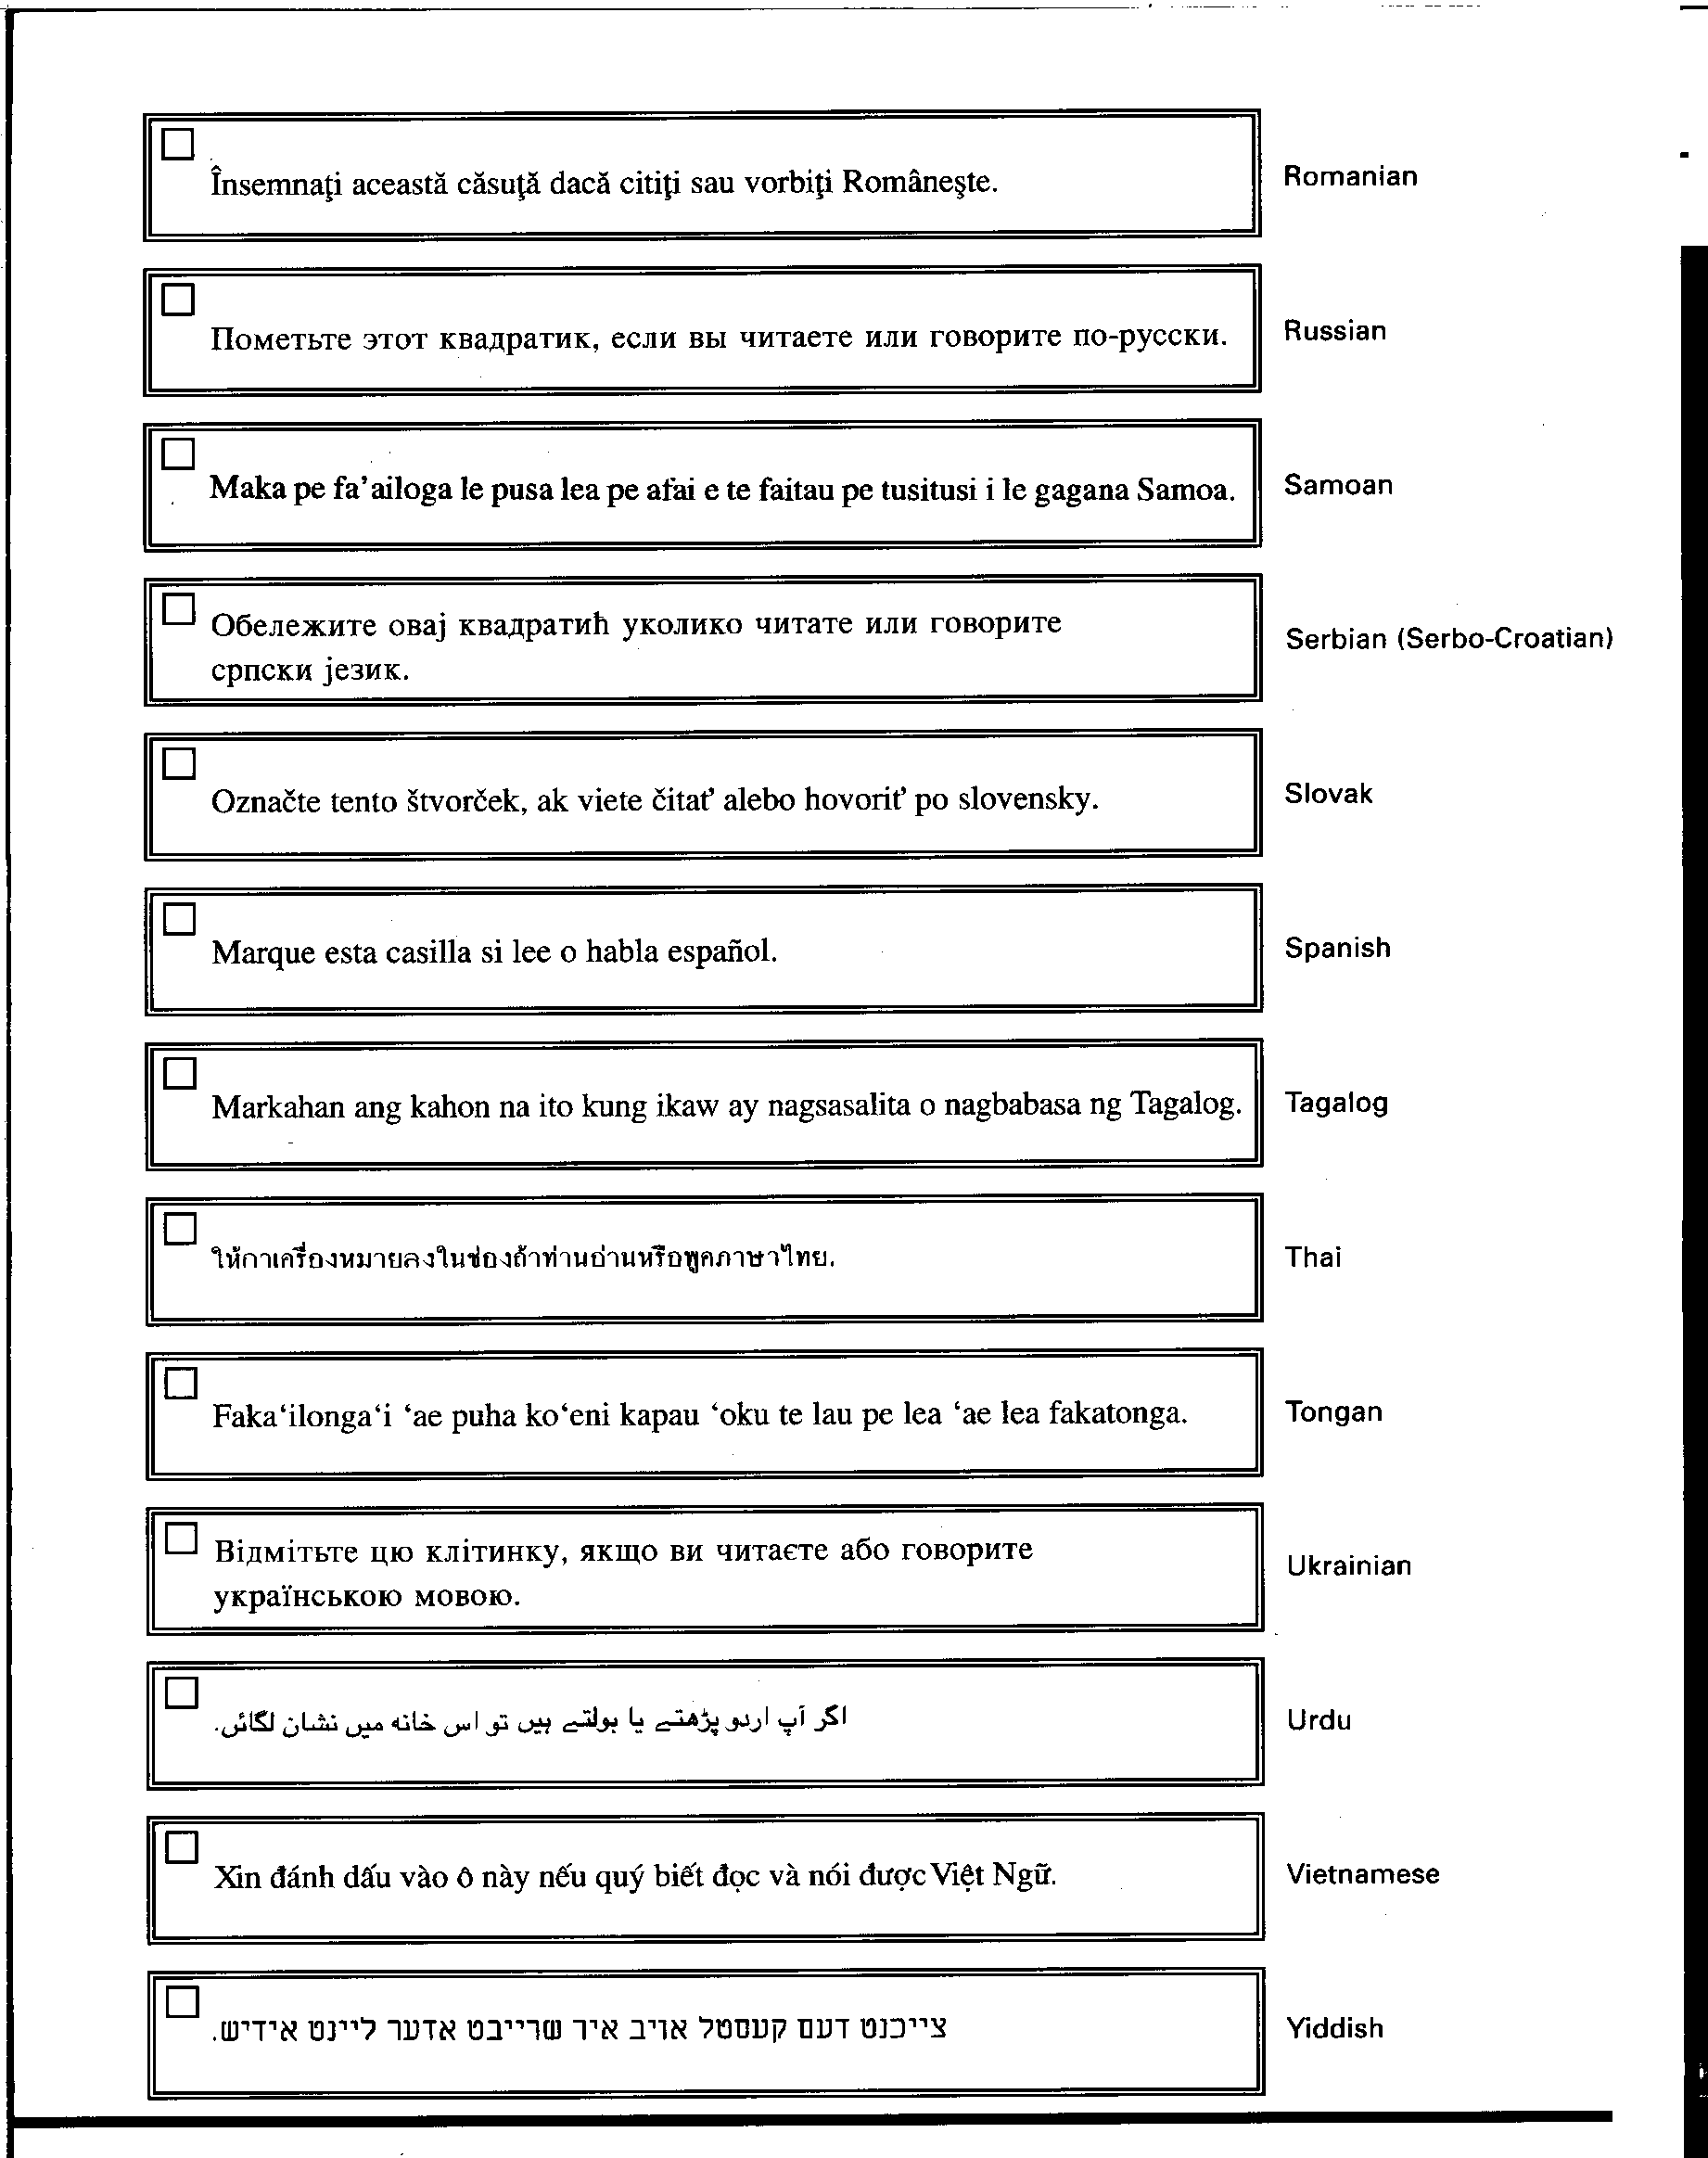 Însemnaţi această căsuţă dacă citiţi sau vorbiţi Româneşte.
Romanian
Пометьте этот квадратик, если вы читаете или говорите по-русски.
Russian
Maka pe fa’ailoga le pusa lea pe afai e te faitau pe tusitusi i le gagana Samoa.
Samoan
Обележите овај квадратић уколико читате или говорите
српски језик.
Serbian (Serbo-Croatian)
Označte tento štvorček, ak viete čítať alebo hovoriť po slovensky.
Slovak
Marque esta casilla si lee o habla español.
Spanish
Markahan ang kahon na ito kung ikaw ay nagsasalita o nagbabasa ng Tagalog.
Tagalog
ให้กาเครื่องหมายลงในช่องถ้าท่านอ่านหรือพูดภาษาไทย.
Thai
Faka‘ilonga‘i ‘ae puha ko‘eni kapau ‘oku te lau pe lea ‘ae lea fakatonga.
Tongan
Відмітьте цю клітинку, якщо ви читаєте або говорите
українською мовою.
Ukrainian
اگر آپ اردو پڑھتے یا بولتے ہیں تو اس خانہ میں نشان لگائں.
Urdu
Xin đánh dấu vào ô này nếu quý biết đọc và nói được Việt Ngữ.
Vietnamese
צייכנט דעם קעסטל אויב איר שרייבט אדער ליינט אידיש.
Yiddish